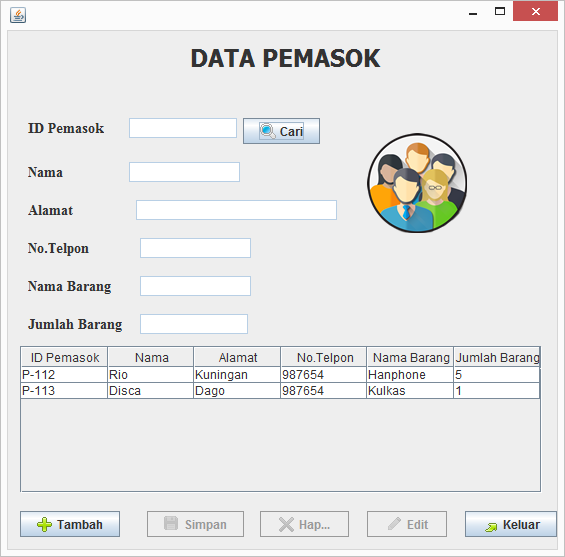 DATA PEMASOK
ID Pemasok Cari
Nama
Alamat
No.Telpon
Nama Barang
Jumlah Barang
ID Pemasok Nama Alamat No.Telpon Nama Barang Jumlah Barang
P-112 Rio Kuningan 987654 Hanphone 5
P-113 Disca Dago 987654 Kulkas 1
Tambah Simpan Hap... Edit Keluar